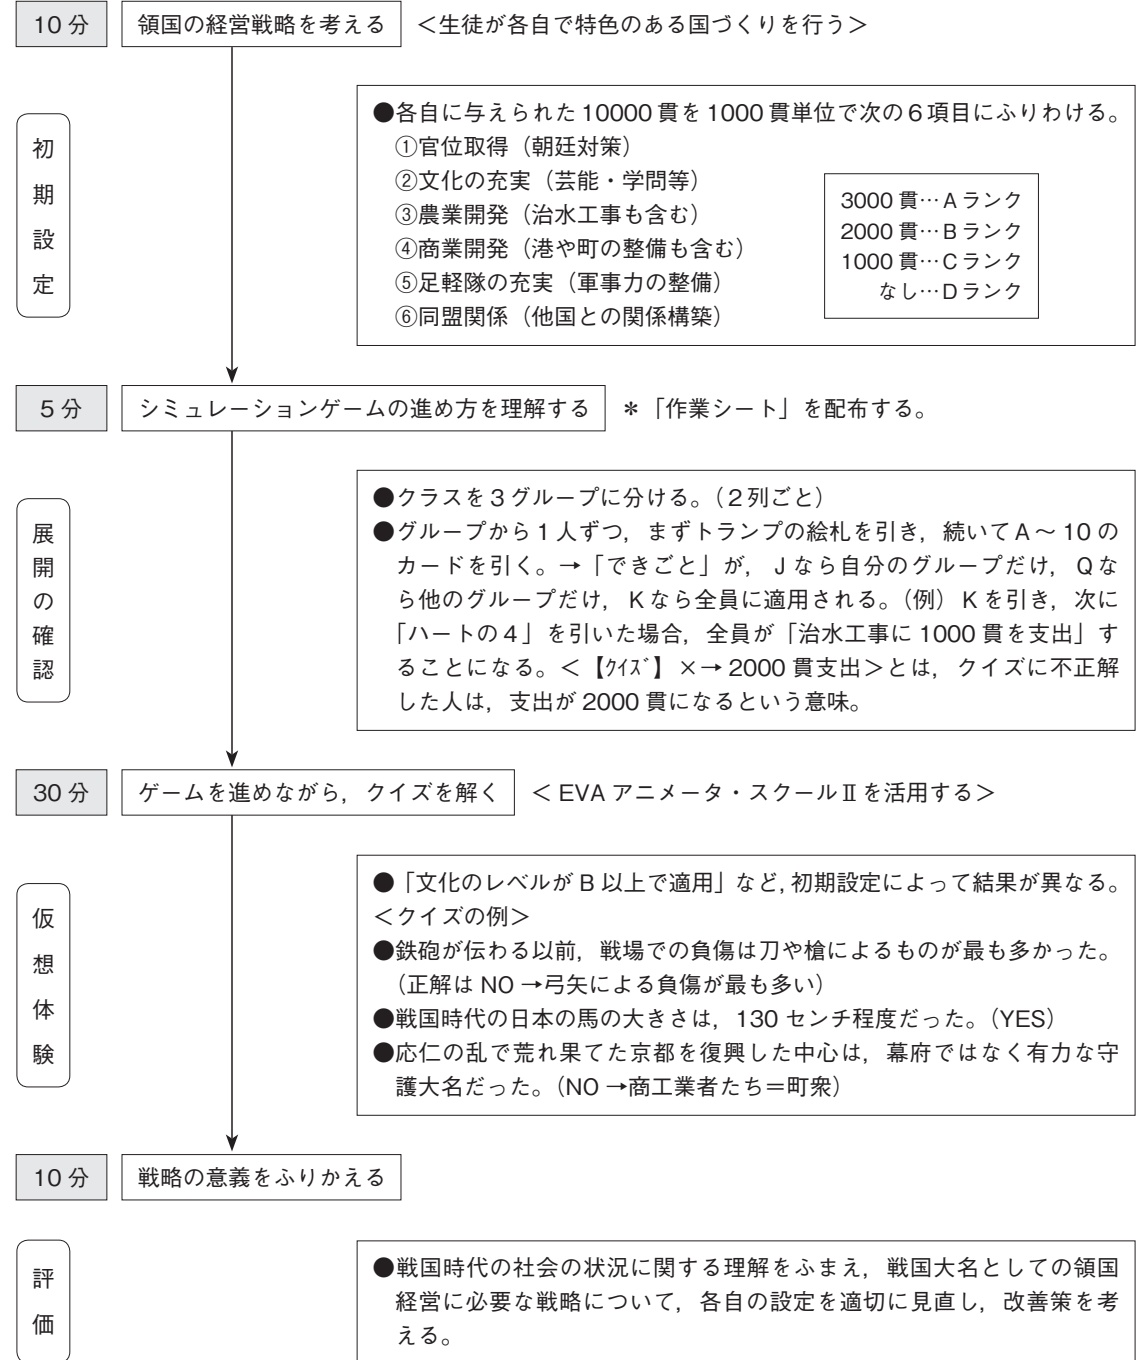 10分 領国の経営戦略を考える <生徒が各自で特色のある国づくりを行う>
初期設定
●各自に与えられた10000貫を1000貫単位で次の6項目にふりわける。
①官位取得（朝廷対策）
②文化の充実（芸能・学問等）
③農業開発（治水工事も含む）
④商業開発（港や町の整備も含む）
⑤足軽隊の充実（軍事力の整備）
⑥同盟関係（他国との関係構築）
3000貫…Aランク
2000貫…Bランク
1000貫…Cランク
なし…Dランク
5分 シミュレーションゲームの進め方を理解する ＊「作業シート」を配布する。
展開の確認
●クラスを3グループに分ける。（2列ごと）
●グループから1人ずつ，まずトランプの絵札を引き，続いてA～10の
カードを引く。→「できごと」が，Jなら自分のグループだけ，Qな
ら他のグループだけ，Kなら全員に適用される。（例）Kを引き，次に
「ハートの4」を引いた場合，全員が「治水工事に1000貫を支出」す
ることになる。<【ｸｲｽﾞ】×→2000貫支出>とは，クイズに不正解
した人は，支出が2000貫になるという意味。
30分 ゲームを進めながら，クイズを解く <EVAアニメータ・スクールⅡを活用する>
仮想体験
●「文化のレベルがB以上で適用」など，初期設定によって結果が異なる。
<クイズの例>
●鉄砲が伝わる以前，戦場での負傷は刀や槍によるものが最も多かった。
（正解はNO→弓矢による負傷が最も多い）
●戦国時代の日本の馬の大きさは，130センチ程度だった。（YES）
●応仁の乱で荒れ果てた京都を復興した中心は，幕府ではなく有力な守
護大名だった。（NO→商工業者たち＝町衆）
10分 戦略の意義をふりかえる
評価
●戦国時代の社会の状況に関する理解をふまえ，戦国大名としての領国
経営に必要な戦略について，各自の設定を適切に見直し，改善策を考
える。